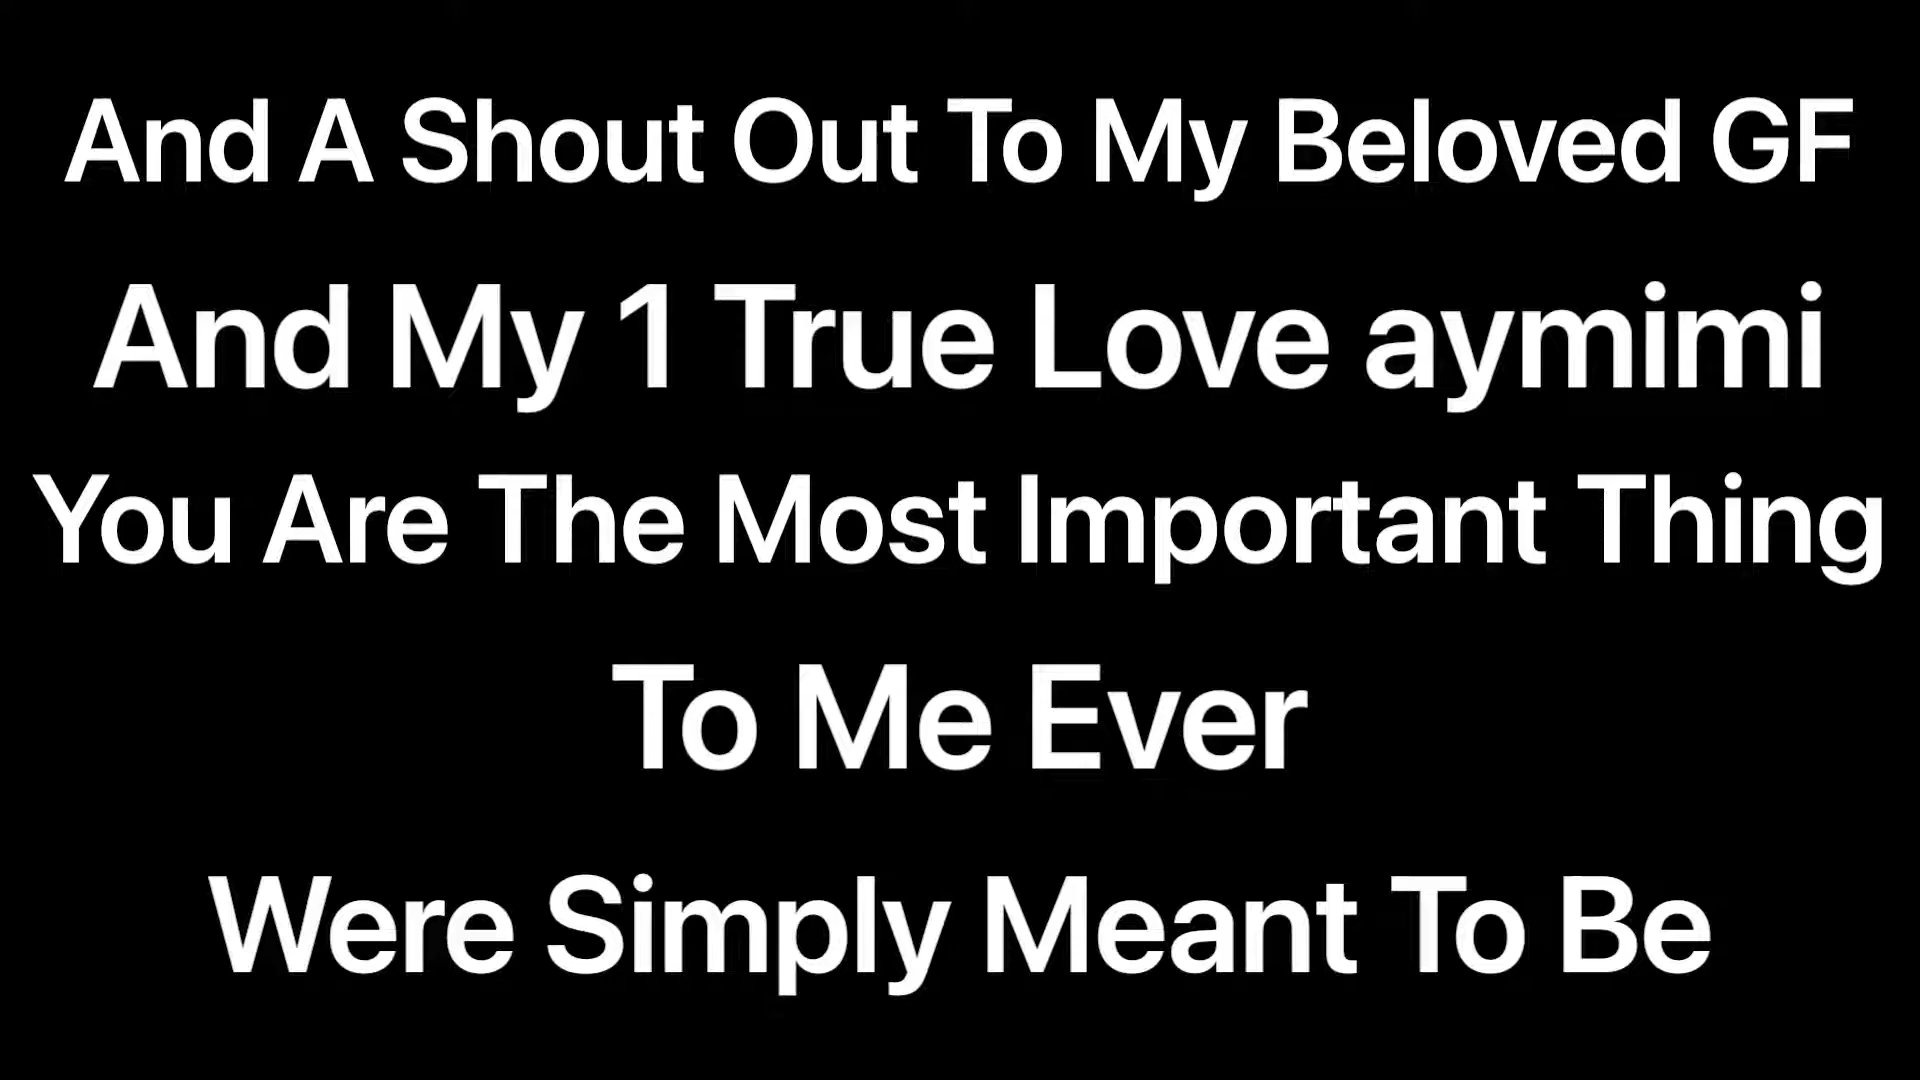 And A Shout Out To My Beloved GF
And My 1 True Love aymimi
You Are The Most Important Thing
To Me Ever
Were Simply Meant To Be